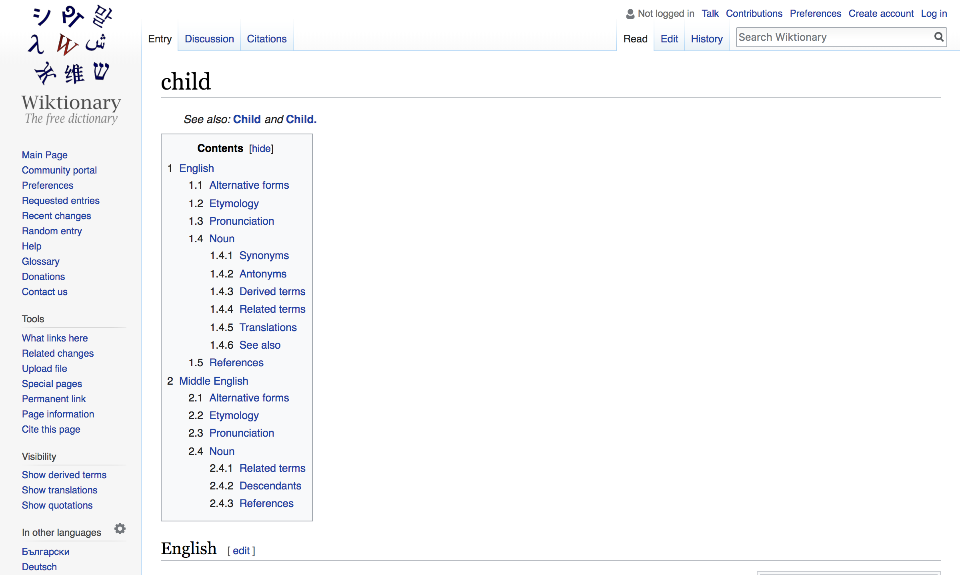 シ
Р
말
λ
W
ش
维
ש
Wiktionary
The free dictionary
Not logged in Talk Contributions Preferences Create account Log in
Entry Discussion Citations Read Edit History Search Wiktionary
child
See also: Child and Child.
Contents [hide]
1 English
1.1 Alternative forms
1.2 Etymology
1.3 Pronunciation
1.4 Noun
1.4.1 Synonyms
1.4.2 Antonyms
1.4.3 Derived terms
1.4.4 Related terms
1.4.5 Translations
1.4.6 See also
1.5 References
2 Middle English
2.1 Alternative forms
2.2 Etymology
2.3 Pronunciation
2.4 Noun
2.4.1 Related terms
2.4.2 Descendants
2.4.3 References
English [ edit ]
Main Page
Community portal
Preferences
Requested entries
Recent changes
Random entry
Help
Glossary
Donations
Contact us
Tools
What links here
Related changes
Upload file
Special pages
Permanent link
Page information
Cite this page
Visibility
Show derived terms
Show translations
Show quotations
In other languages
Български
Deutsch